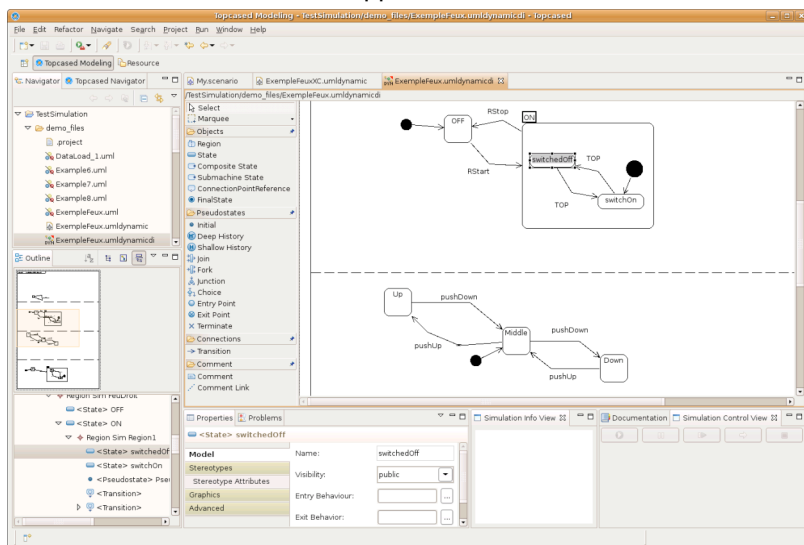 Topcased Modeling - TestSimulation/demo_files/ExempleFeux.umldynamicdi - Topcased
File Edit Refactor Navigate Search Project Run Window Help
Topcased Modeling Resource
Navigator Topcased Navigator
My.scenario ExempleFeuxXC.umldynamic ExempleFeux.umldynamicdi
/TestSimulation/demo_files/ExempleFeux.umldynamicdi
TestSimulation
demo_files
.project
DataLoad_1.uml
Example6.uml
Example7.uml
Example8.uml
ExempleFeux.uml
ExempleFeux.umldynamic
ExempleFeux.umldynamicdi
Outline
Region Sim FeuDroit
<State> OFF
<State> ON
Region Sim Region1
<State> switchedOf
<State> switchOn
<Pseudostate> Pse
<Transition>
<Transition>
Select
Marquee
Objects
Region
State
Composite State
Submachine State
ConnectionPointReference
FinalState
Pseudostates
Initial
Deep History
Shallow History
Join
Fork
Junction
Choice
Entry Point
Exit Point
Terminate
Connections
Transition
Comment
Comment
Comment Link
OFF
RStop
ON
RStart
switchedOff
TOP
TOP
switchOn
Up
pushDown
Middle
pushUp
pushDown
Down
pushUp
Properties Problems
<State> switchedOff
Model
Stereotypes
Stereotype Attributes
Graphics
Advanced
Name: switchedOff
Visibility: public
Entry Behaviour: ...
Exit Behavior: ...
Simulation Info View
Documentation Simulation Control View